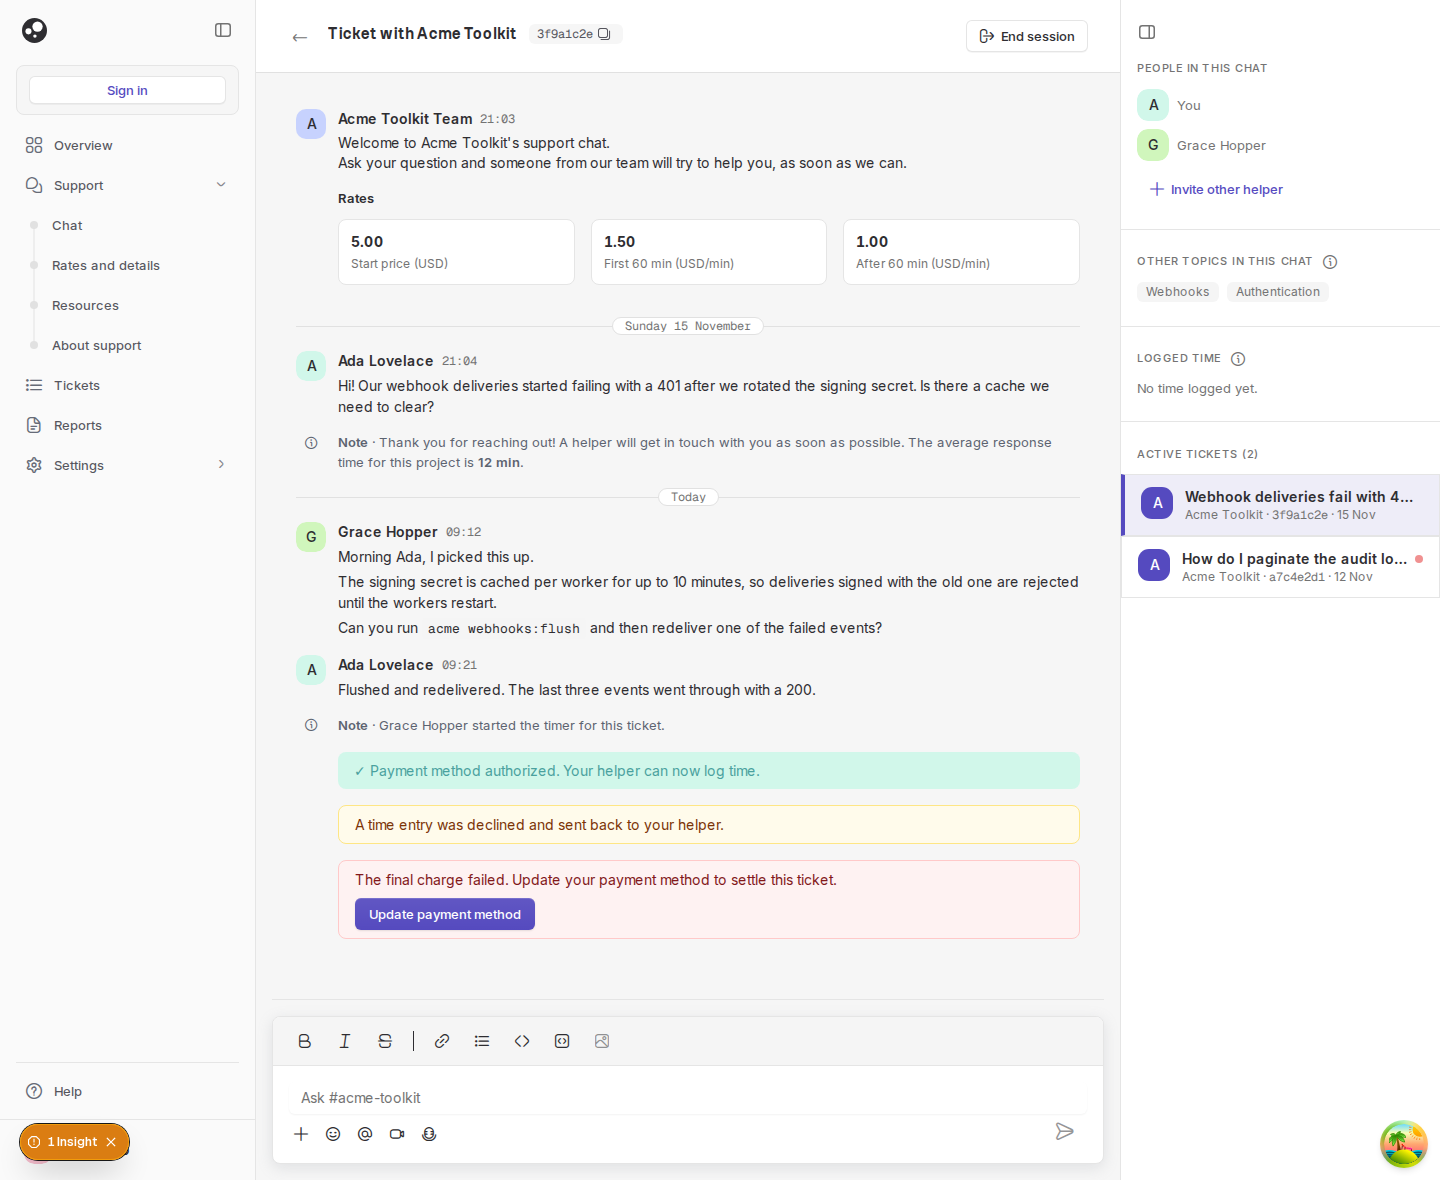 Sign in
Overview
Support
Chat
Rates and details
Resources
About support
Tickets
Reports
Settings
Help
1 Insight
← Ticket with Acme Toolkit 3f9a1c2e
End session
A Acme Toolkit Team 21:03
Welcome to Acme Toolkit's support chat.
Ask your question and someone from our team will try to help you, as soon as we can.
Rates
5.00
Start price (USD)
1.50
First 60 min (USD/min)
1.00
After 60 min (USD/min)
Sunday 15 November
A Ada Lovelace 21:04
Hi! Our webhook deliveries started failing with a 401 after we rotated the signing secret. Is there a cache we
need to clear?
Note · Thank you for reaching out! A helper will get in touch with you as soon as possible. The average response
time for this project is 12 min.
Today
G Grace Hopper 09:12
Morning Ada, I picked this up.
The signing secret is cached per worker for up to 10 minutes, so deliveries signed with the old one are rejected
until the workers restart.
Can you run acme webhooks:flush and then redeliver one of the failed events?
A Ada Lovelace 09:21
Flushed and redelivered. The last three events went through with a 200.
Note · Grace Hopper started the timer for this ticket.
✓ Payment method authorized. Your helper can now log time.
A time entry was declined and sent back to your helper.
The final charge failed. Update your payment method to settle this ticket.
Update payment method
Ask #acme-toolkit
PEOPLE IN THIS CHAT
A You
G Grace Hopper
Invite other helper
OTHER TOPICS IN THIS CHAT
Webhooks Authentication
LOGGED TIME
No time logged yet.
ACTIVE TICKETS (2)
A Webhook deliveries fail with 4...
Acme Toolkit · 3f9a1c2e · 15 Nov
A How do I paginate the audit lo...
Acme Toolkit · a7c4e2d1 · 12 Nov